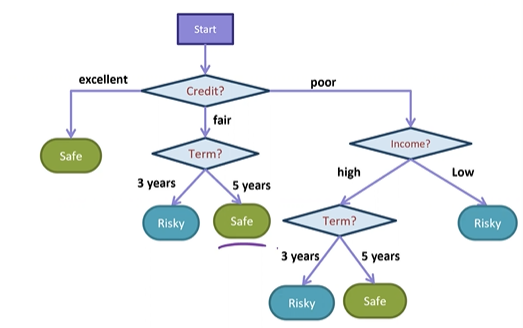 Start
excellent
Credit?
poor
fair
Safe
Term?
Income?
3 years
5 years
high
Low
Risky
Safe
Term?
Risky
3 years
5 years
Risky
Safe